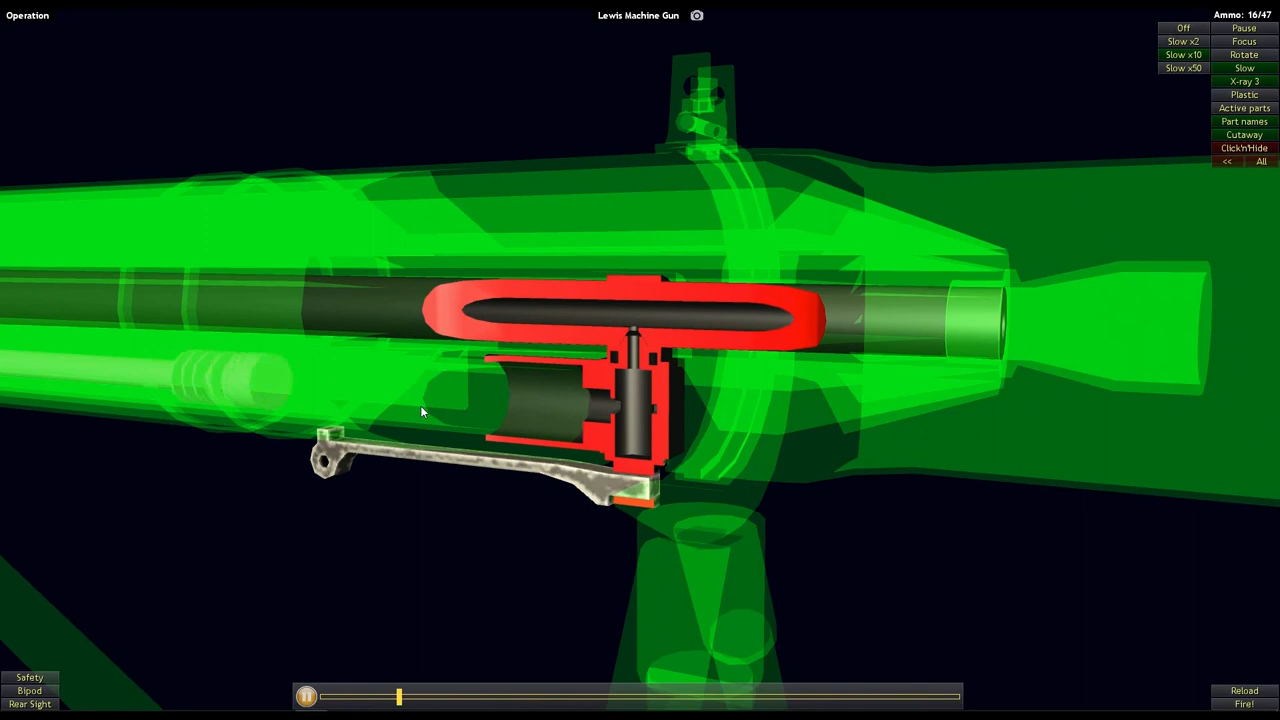 Operation
Lewis Machine Gun
Ammo: 16/47
Off
Pause
Slow x2
Focus
Slow x10
Rotate
Slow x50
Slow
X-ray 3
Plastic
Active parts
Part names
Cutaway
Click'n'Hide
<< All
Safety
Bipod
Rear Sight
Reload
Fire!